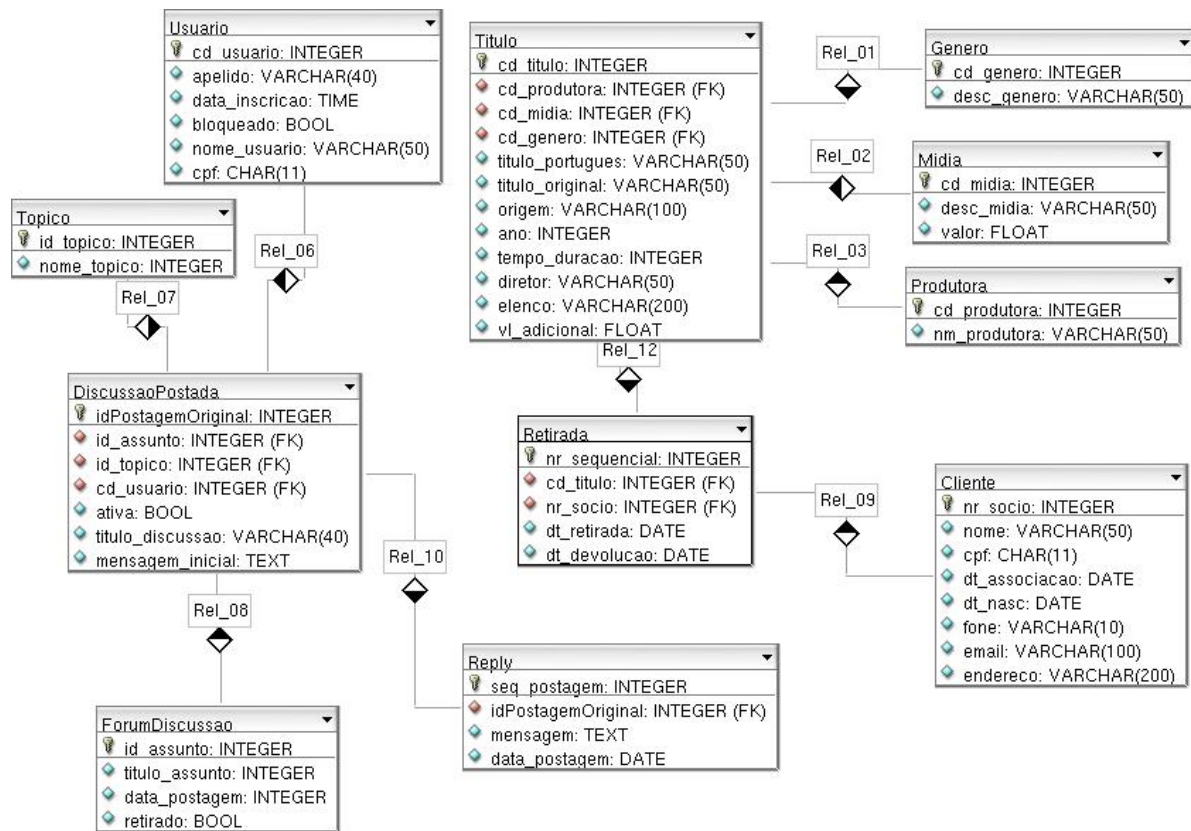 Usuario
cd_usuario: INTEGER
apelido: VARCHAR(40)
data_inscricao: TIME
bloqueado: BOOL
nome_usuario: VARCHAR(50)
cpf: CHAR(11)
Titulo
cd_titulo: INTEGER
cd_produtora: INTEGER (FK)
cd_midia: INTEGER (FK)
cd_genero: INTEGER (FK)
titulo_portugues: VARCHAR(50)
titulo_original: VARCHAR(50)
origem: VARCHAR(100)
ano: INTEGER
tempo_duracao: INTEGER
diretor: VARCHAR(50)
elenco: VARCHAR(200)
vl_adicional: FLOAT
Rel_01
Genero
cd_genero: INTEGER
desc_genero: VARCHAR(50)
Rel_02
Midia
cd_midia: INTEGER
desc_midia: VARCHAR(50)
valor: FLOAT
Rel_03
Produtora
cd_produtora: INTEGER
nm_produtora: VARCHAR(50)
Topico
id_topico: INTEGER
nome_topico: INTEGER
Rel_06
Rel_07
Rel_12
DiscussaoPostada
idPostagemOriginal: INTEGER
id_assunto: INTEGER (FK)
id_topico: INTEGER (FK)
cd_usuario: INTEGER (FK)
ativa: BOOL
titulo_discussao: VARCHAR(40)
mensagem_inicial: TEXT
Retirada
nr_sequencial: INTEGER
cd_titulo: INTEGER (FK)
nr_socio: INTEGER (FK)
dt_retirada: DATE
dt_devolucao: DATE
Rel_09
Cliente
nr_socio: INTEGER
nome: VARCHAR(50)
cpf: CHAR(11)
dt_associacao: DATE
dt_nasc: DATE
fone: VARCHAR(10)
email: VARCHAR(100)
endereco: VARCHAR(200)
Rel_10
Rel_08
Reply
seq_postagem: INTEGER
idPostagemOriginal: INTEGER (FK)
mensagem: TEXT
data_postagem: DATE
ForumDiscussao
id_assunto: INTEGER
titulo_assunto: INTEGER
data_postagem: INTEGER
retirado: BOOL